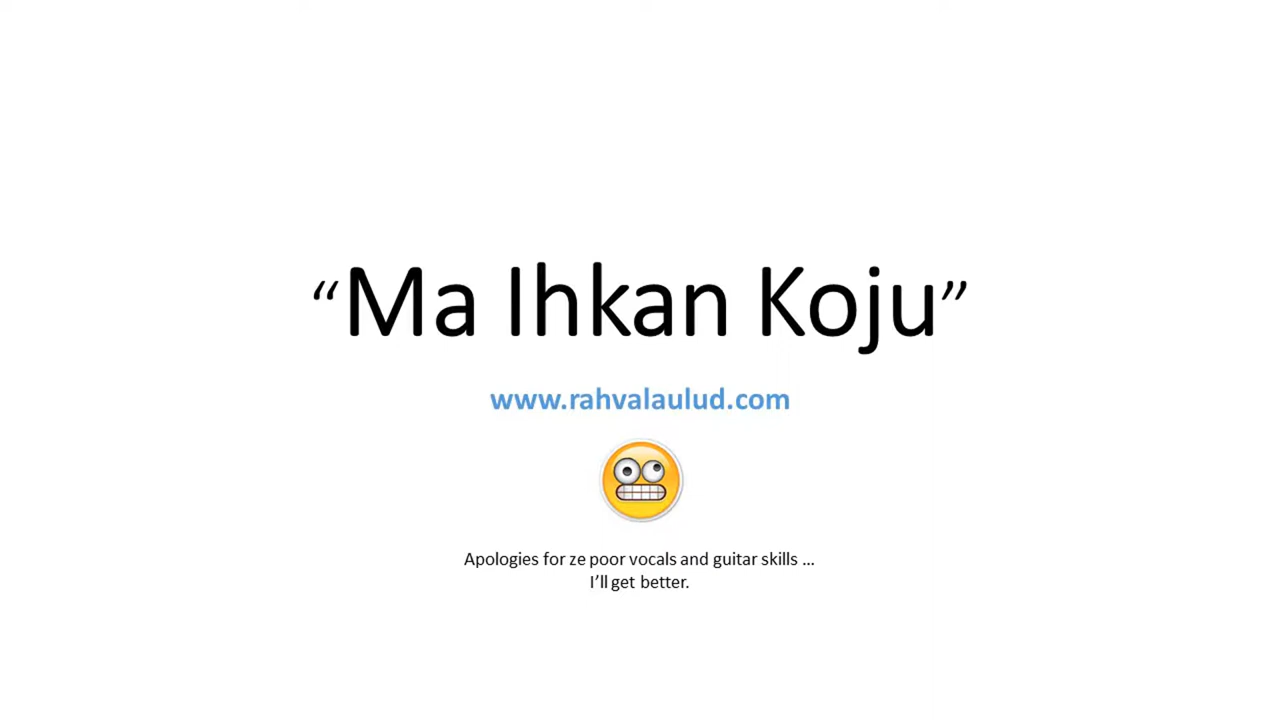 “Ma Ihkan Koju”
www.rahvalaulud.com
Apologies for ze poor vocals and guitar skills ...
I’ll get better.